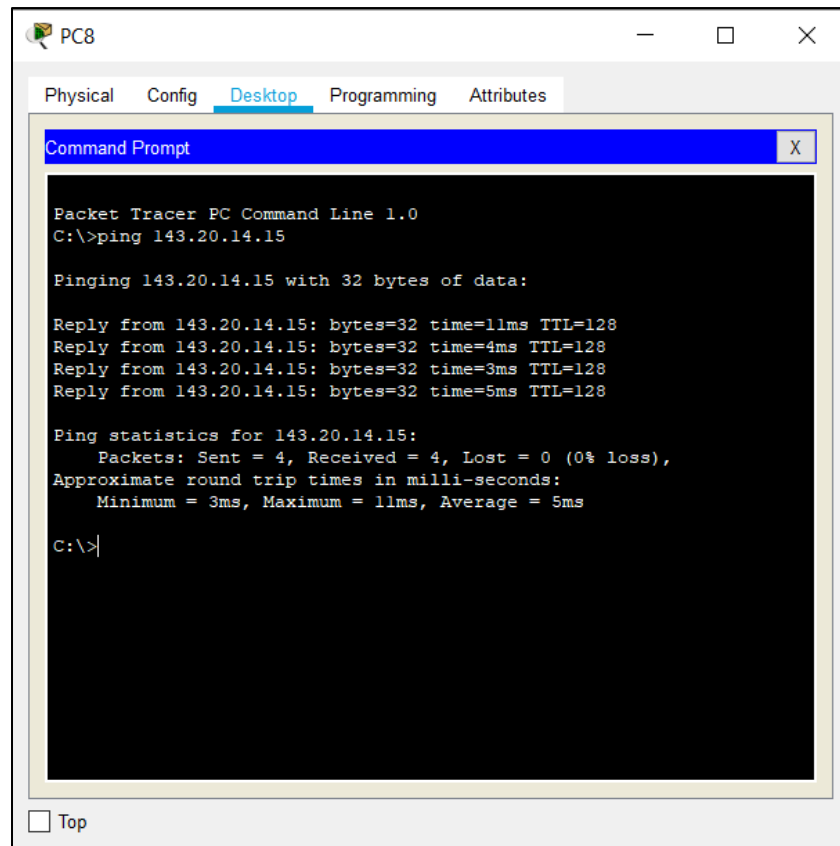 PC8
Physical Config Desktop Programming Attributes
Command Prompt X
Packet Tracer PC Command Line 1.0
C:\>ping 143.20.14.15
Pinging 143.20.14.15 with 32 bytes of data:
Reply from 143.20.14.15: bytes=32 time=11ms TTL=128
Reply from 143.20.14.15: bytes=32 time=4ms TTL=128
Reply from 143.20.14.15: bytes=32 time=3ms TTL=128
Reply from 143.20.14.15: bytes=32 time=5ms TTL=128
Ping statistics for 143.20.14.15:
    Packets: Sent = 4, Received = 4, Lost = 0 (0% loss),
Approximate round trip times in milli-seconds:
    Minimum = 3ms, Maximum = 11ms, Average = 5ms
C:\>
Top